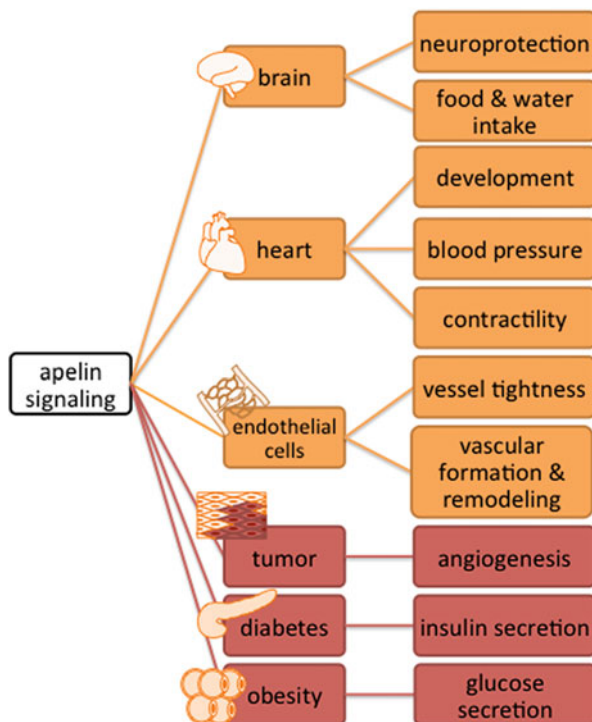 neuroprotection
brain
food & water
intake
development
heart
blood pressure
contractility
apelin
signaling
vessel tightness
endothelial
cells
vascular
formation &
remodeling
tumor
angiogenesis
diabetes
insulin secretion
obesity
glucose
secretion